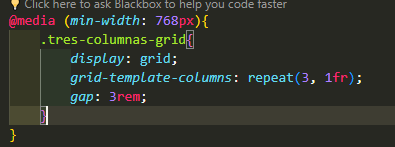 Click here to ask Blackbox to help you code faster
@media (min-width: 768px){
.tres-columnas-grid{
display: grid;
grid-template-columns: repeat(3, 1fr);
gap: 3rem;
}
}